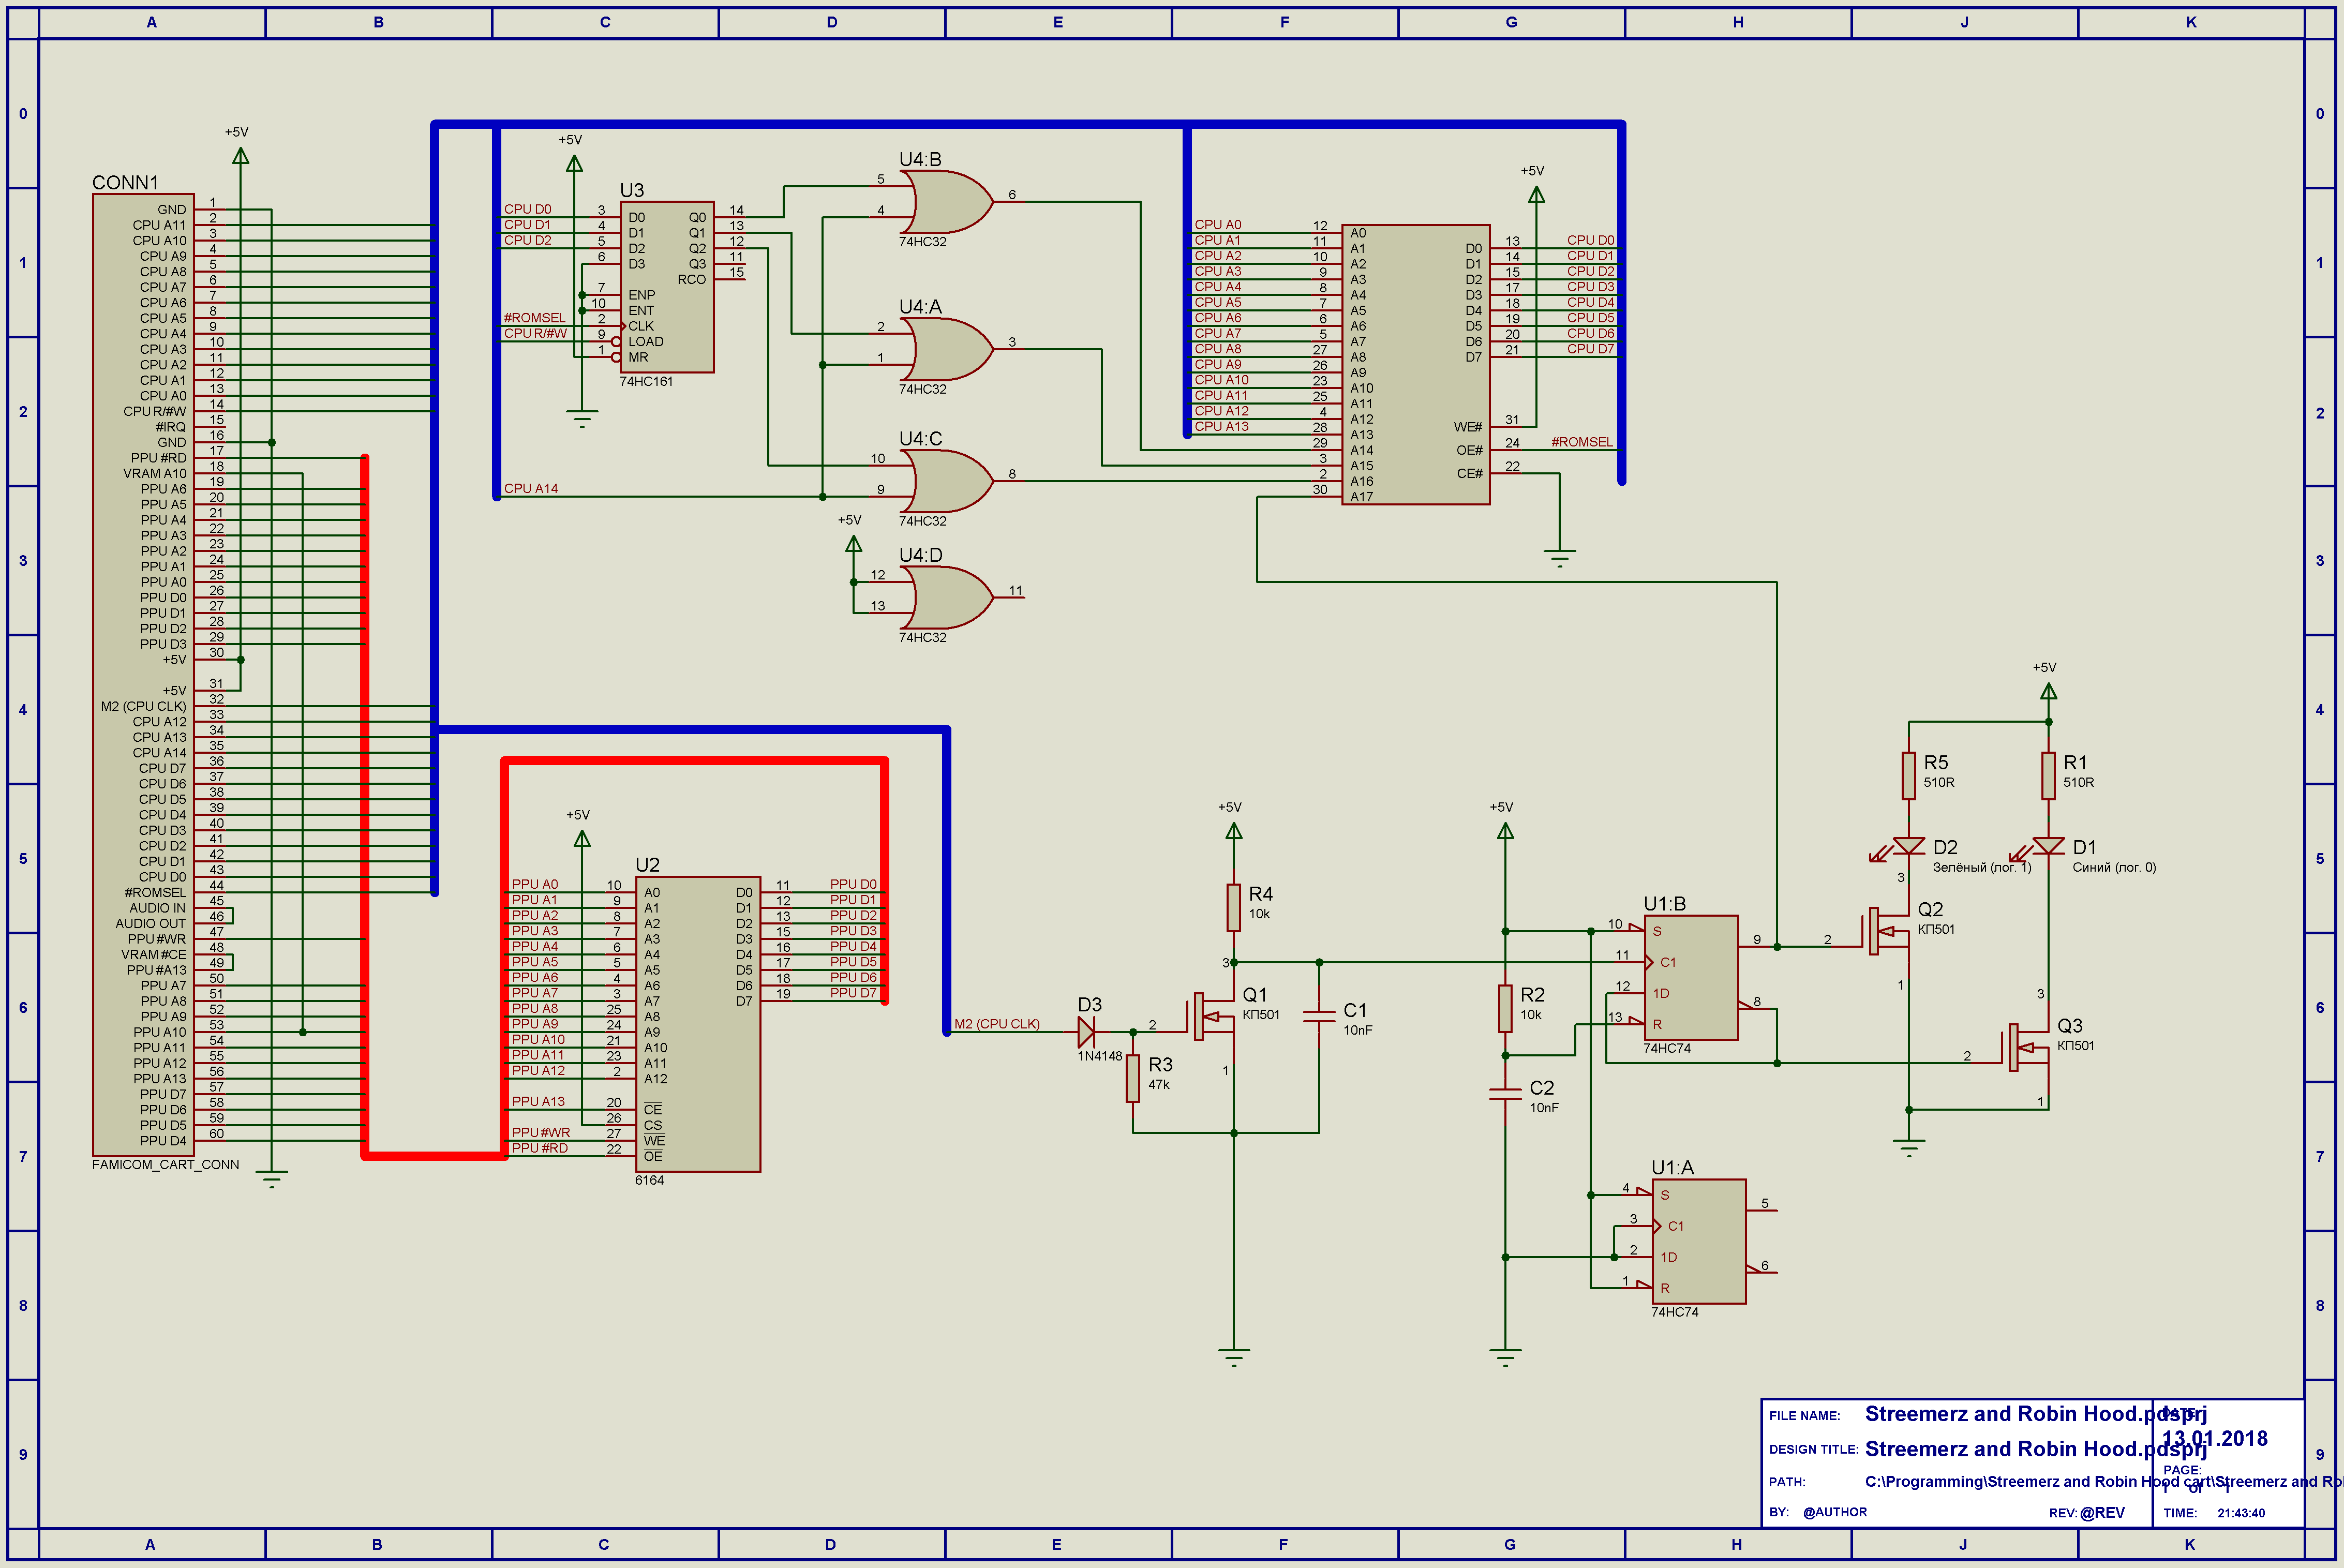 A B C D E F G H J K
0
1
2
3
4
5
6
7
8
9
CONN1
+5V
GND 1
CPU A11 2
CPU A10 3
CPU A9 4
CPU A8 5
CPU A7 6
CPU A6 7
CPU A5 8
CPU A4 9
CPU A3 10
CPU A2 11
CPU A1 12
CPU A0 13
CPU R/#W 14
#IRQ 15
GND 16
PPU #RD 17
VRAM A10 18
PPU A6 19
PPU A5 20
PPU A4 21
PPU A3 22
PPU A2 23
PPU A1 24
PPU A0 25
PPU D0 26
PPU D1 27
PPU D2 28
PPU D3 29
+5V 30
+5V 31
M2 (CPU CLK) 32
CPU A12 33
CPU A13 34
CPU A14 35
CPU D7 36
CPU D6 37
CPU D5 38
CPU D4 39
CPU D3 40
CPU D2 41
CPU D1 42
CPU D0 43
#ROMSEL 44
AUDIO IN 45
AUDIO OUT 46
PPU #WR 47
VRAM #CE 48
PPU #A13 49
PPU A7 50
PPU A8 51
PPU A9 52
PPU A10 53
PPU A11 54
PPU A12 55
PPU A13 56
PPU D7 57
PPU D6 58
PPU D5 59
PPU D4 60
FAMICOM_CART_CONN
+5V
U3
CPU D0 3 D0 Q0 14
CPU D1 4 D1 Q1 13
CPU D2 5 D2 Q2 12
6 D3 Q3 11
RCO 15
7 ENP
10 ENT
#ROMSEL 2 CLK
CPU R/#W 9 LOAD
1 MR
74HC161
CPU A14
U4:B
5
4
6
74HC32
U4:A
2
1
3
74HC32
U4:C
10
9
8
74HC32
+5V
U4:D
12
13
11
74HC32
+5V
CPU A0 12 A0
CPU A1 11 A1
CPU A2 10 A2
CPU A3 9 A3
CPU A4 8 A4
CPU A5 7 A5
CPU A6 6 A6
CPU A7 5 A7
CPU A8 27 A8
CPU A9 26 A9
CPU A10 23 A10
CPU A11 25 A11
CPU A12 4 A12
CPU A13 28 A13
29 A14
3 A15
2 A16
30 A17
D0 13 CPU D0
D1 14 CPU D1
D2 15 CPU D2
D3 17 CPU D3
D4 18 CPU D4
D5 19 CPU D5
D6 20 CPU D6
D7 21 CPU D7
WE# 31
OE# 24 #ROMSEL
CE# 22
+5V
U2
PPU A0 10 A0
PPU A1 9 A1
PPU A2 8 A2
PPU A3 7 A3
PPU A4 6 A4
PPU A5 5 A5
PPU A6 4 A6
PPU A7 3 A7
PPU A8 25 A8
PPU A9 24 A9
PPU A10 21 A10
PPU A11 23 A11
PPU A12 2 A12
PPU A13 20 CE
26 CS
PPU #WR 27 WE
PPU #RD 22 OE
D0 11 PPU D0
D1 12 PPU D1
D2 13 PPU D2
D3 15 PPU D3
D4 16 PPU D4
D5 17 PPU D5
D6 18 PPU D6
D7 19 PPU D7
6164
M2 (CPU CLK)
D3
1N4148
R3
47k
+5V
R4
10k
3
2
1
Q1
КП501
C1
10nF
+5V
R2
10k
C2
10nF
U1:B
10 S
11 C1
12 1D
13 R
9
8
74HC74
U1:A
4 S
3 C1
2 1D
1 R
5
6
74HC74
+5V
R5
510R
R1
510R
D2
Зелёный (лог. 1)
D1
Синий (лог. 0)
3
2
1
Q2
КП501
3
2
1
Q3
КП501
FILE NAME: Streemerz and Robin Hood.pdsprj
DESIGN TITLE: Streemerz and Robin Hood.pdsprj
PATH: C:\Programming\Streemerz and Robin Hood cart\Streemerz and Ro
BY: @AUTHOR
REV: @REV
DATE:
13.01.2018
PAGE:
1 of 1
TIME: 21:43:40
0
1
2
3
4
5
6
7
8
9
A B C D E F G H J K